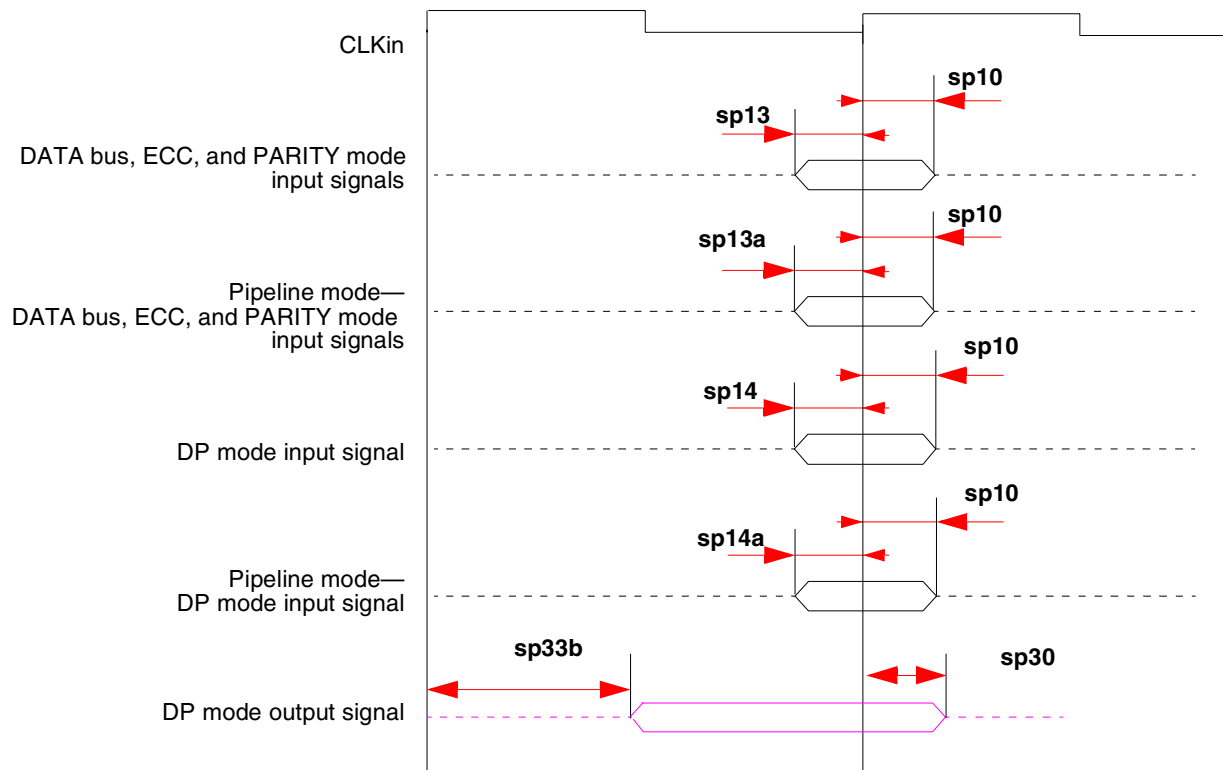 CLKin
sp10
sp13
DATA bus, ECC, and PARITY mode
input signals
sp10
sp13a
Pipeline mode—
DATA bus, ECC, and PARITY mode
input signals
sp10
sp14
DP mode input signal
sp10
sp14a
Pipeline mode—
DP mode input signal
sp33b
sp30
DP mode output signal